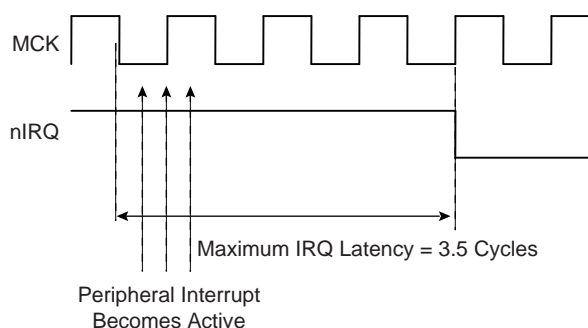 MCK
nIRQ
Maximum IRQ Latency = 3.5 Cycles
Peripheral Interrupt
Becomes Active